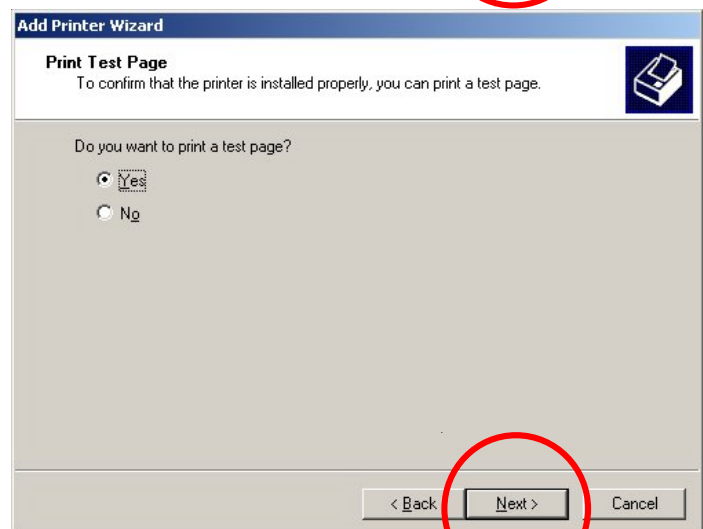 Add Printer Wizard
Print Test Page
To confirm that the printer is installed properly, you can print a test page.
Do you want to print a test page?
Yes
No
< Back Next > Cancel